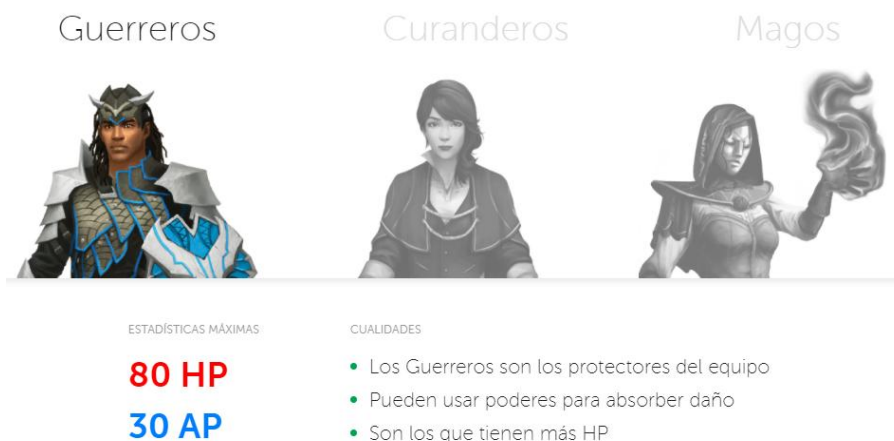 Guerreros
Curanderos
Magos
ESTADÍSTICAS MÁXIMAS
80 HP
30 AP
CUALIDADES
Los Guerreros son los protectores del equipo
Pueden usar poderes para absorber daño
Son los que tienen más HP